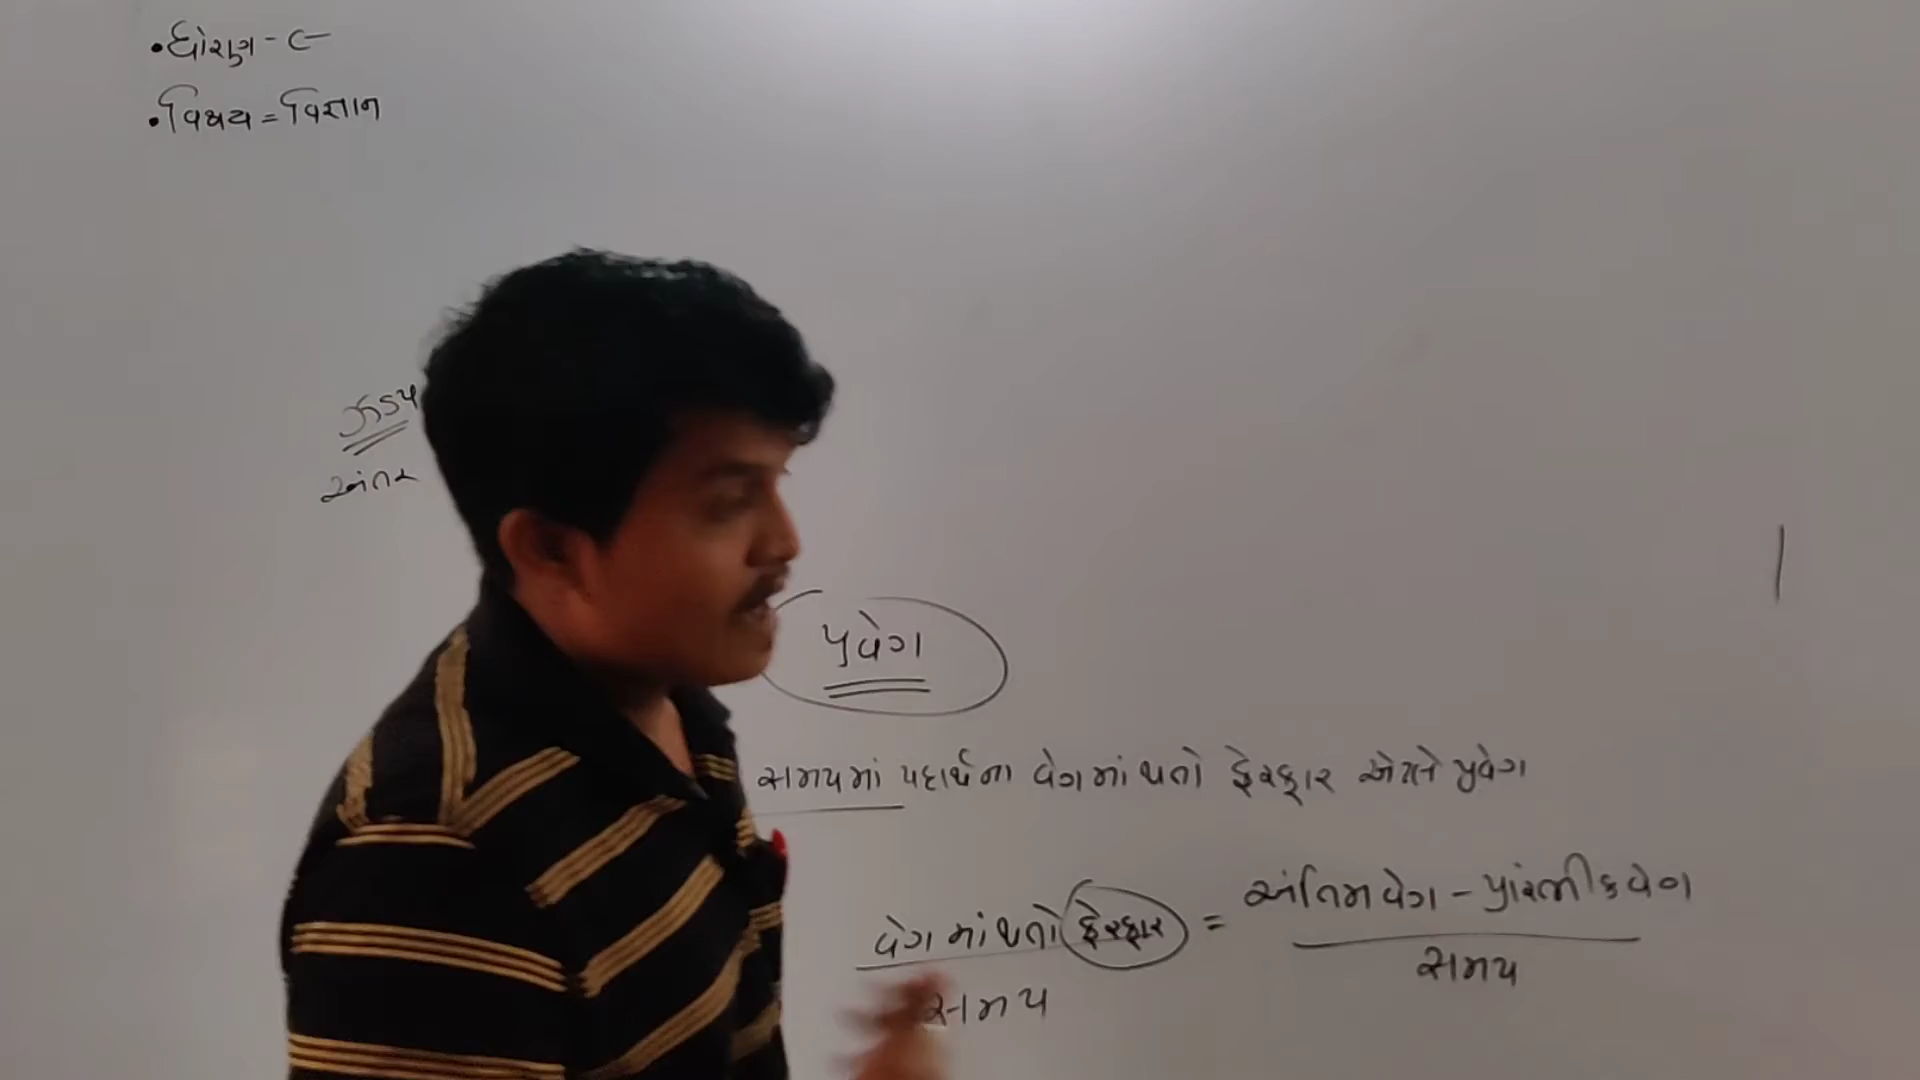 •ધોરણ - ૯
•વિષય = વિજ્ઞાન
ઝડપ
અંતર
પ્રવેગ
સમયમાં પદાર્થના વેગમાં થતો ફેરફાર એટલે પ્રવેગ
વેગમાં થતો ફેરફાર = અંતિમ વેગ - પ્રારંભીક વેગ
સમય સમય